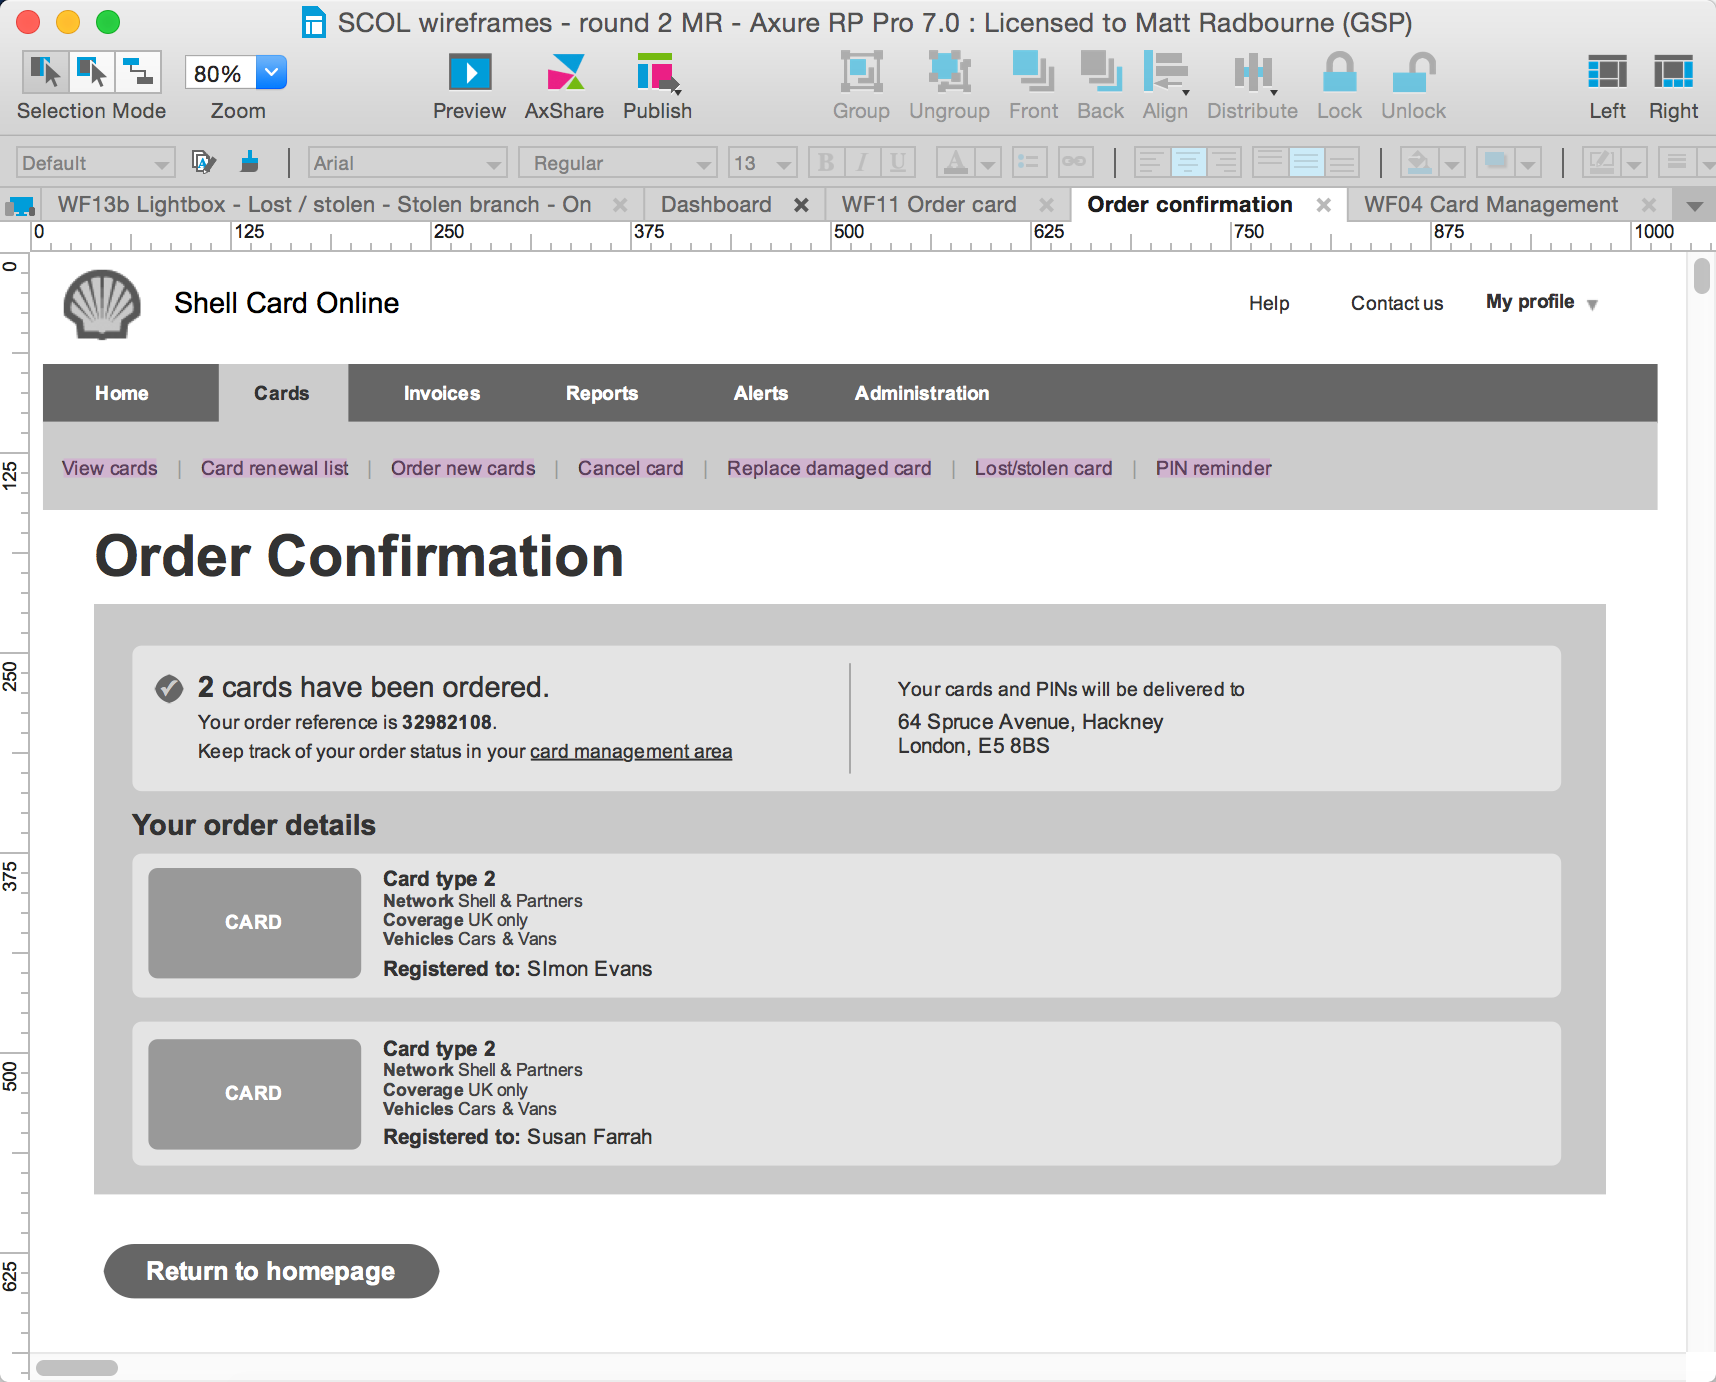 SCOL wireframes - round 2 MR - Axure RP Pro 7.0 : Licensed to Matt Radbourne (GSP)
80%
Selection Mode Zoom Preview AxShare Publish Group Ungroup Front Back Align Distribute Lock Unlock Left Right
Default Arial Regular 13 B I U A
WF13b Lightbox - Lost / stolen - Stolen branch - On Dashboard WF11 Order card Order confirmation WF04 Card Management
0 125 250 375 500 625 750 875 1000
0
125
250
375
500
625
Shell Card Online Help Contact us My profile
Home Cards Invoices Reports Alerts Administration
View cards | Card renewal list | Order new cards | Cancel card | Replace damaged card | Lost/stolen card | PIN reminder
Order Confirmation
2 cards have been ordered.
Your order reference is 32982108.
Keep track of your order status in your card management area
Your cards and PINs will be delivered to
64 Spruce Avenue, Hackney
London, E5 8BS
Your order details
CARD
Card type 2
Network Shell & Partners
Coverage UK only
Vehicles Cars & Vans
Registered to: SImon Evans
CARD
Card type 2
Network Shell & Partners
Coverage UK only
Vehicles Cars & Vans
Registered to: Susan Farrah
Return to homepage